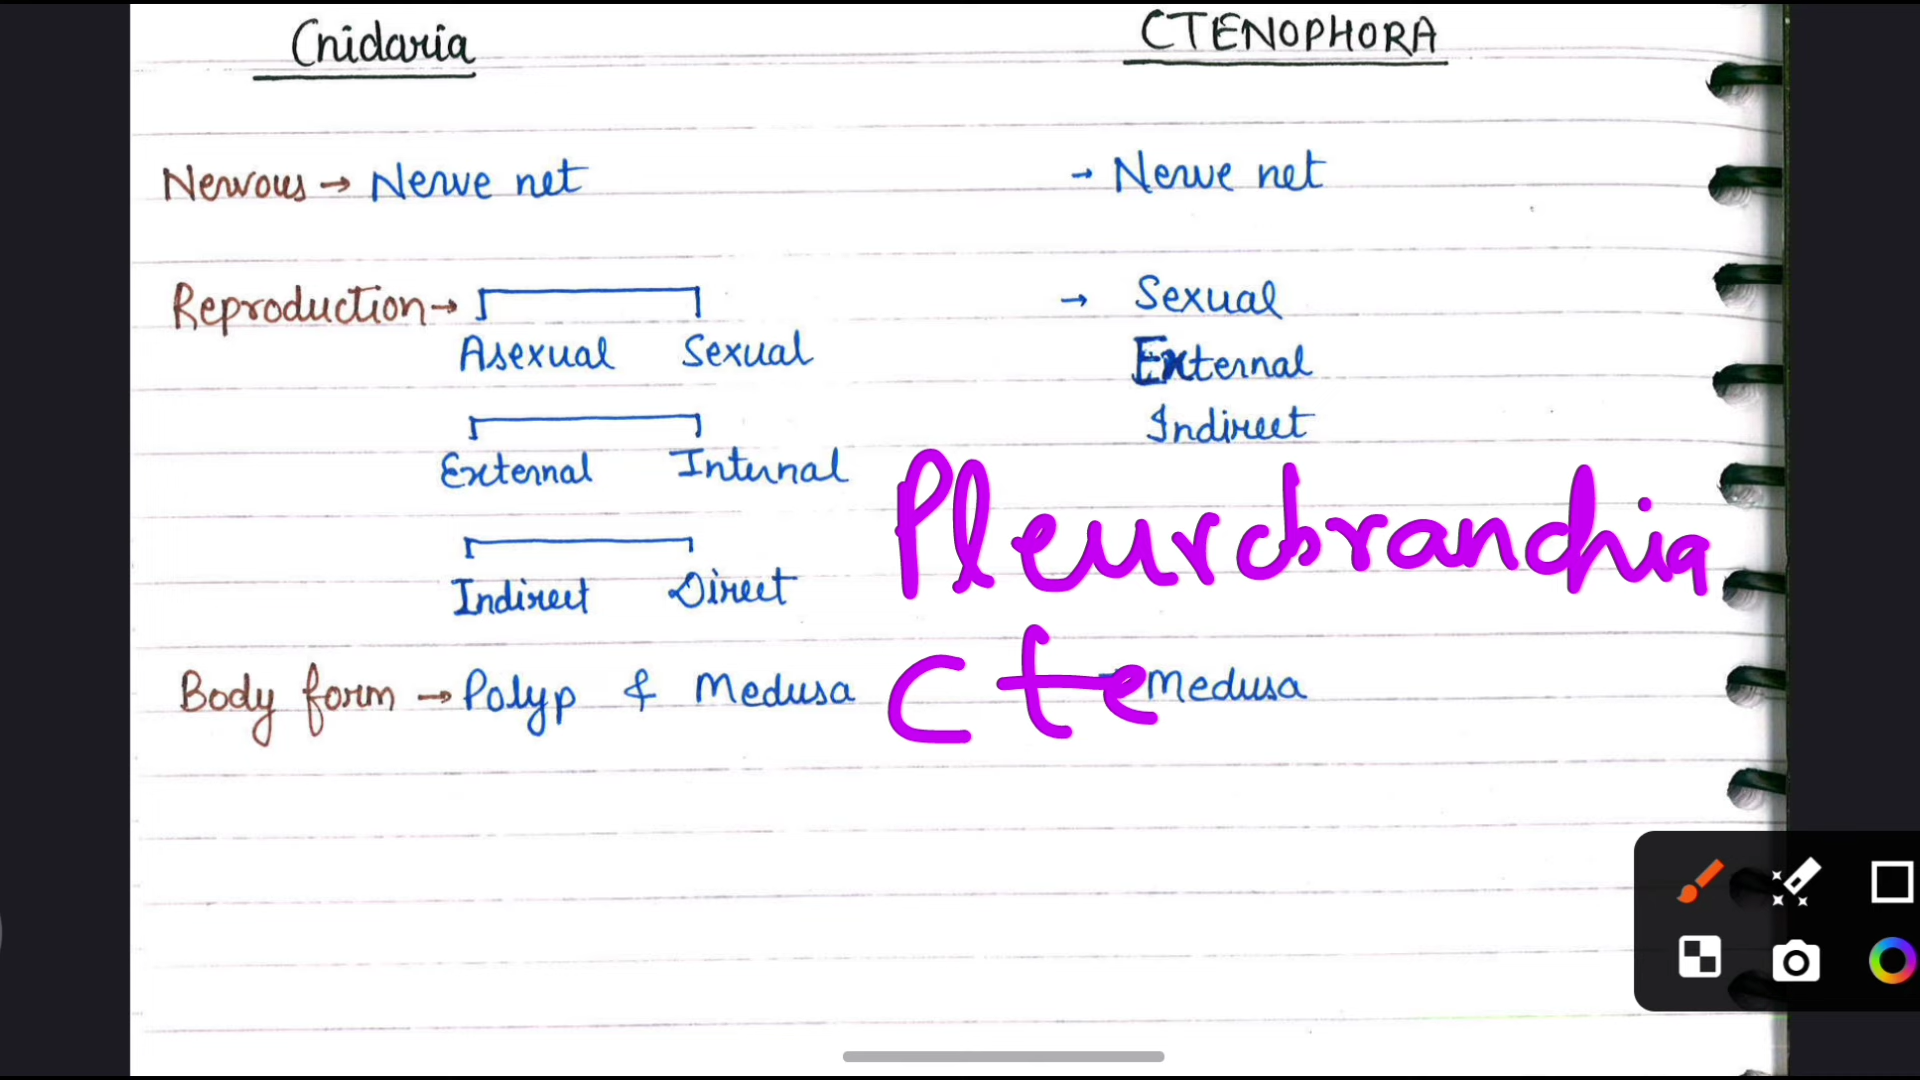 Cnidaria CTENOPHORA
Nervous → Nerve net → Nerve net
Reproduction → → Sexual
Asexual Sexual External
Indirect
External Internal
Pleurobranchia
Indirect Direct
Body form → Polyp & Medusa Cte Medusa